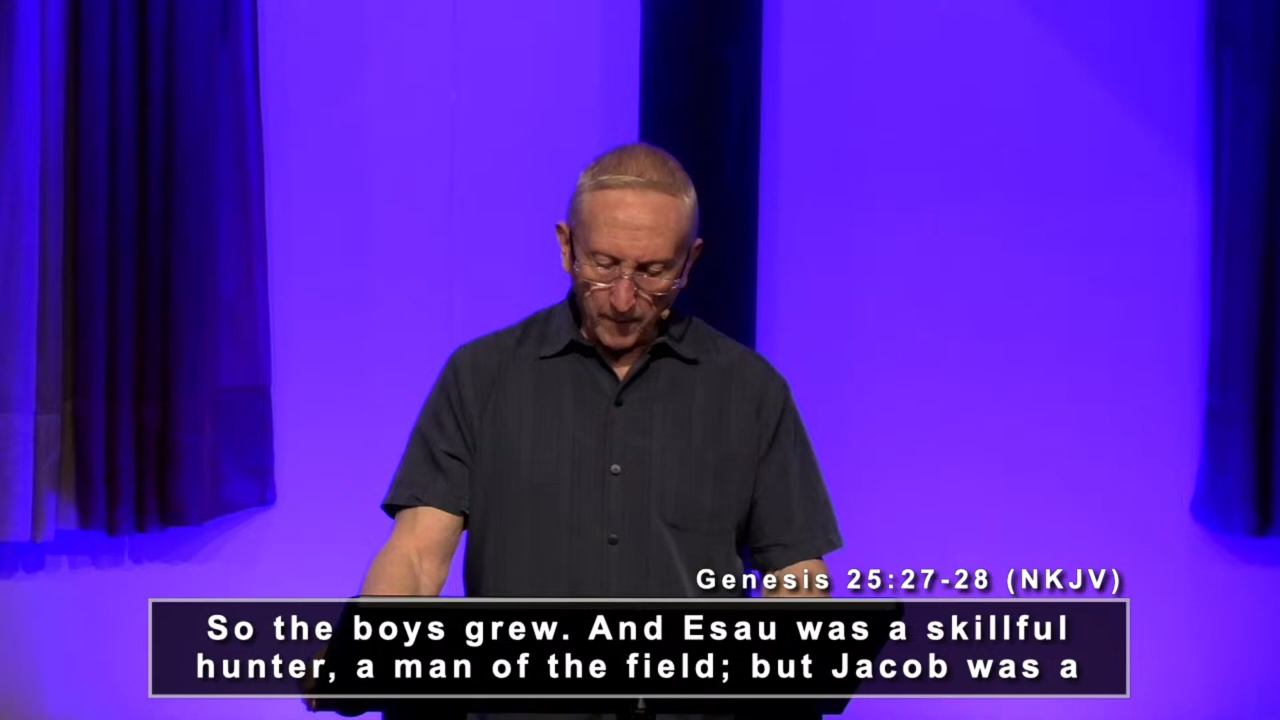 Genesis 25:27-28 (NKJV)
So the boys grew. And Esau was a skillful
hunter, a man of the field; but Jacob was a